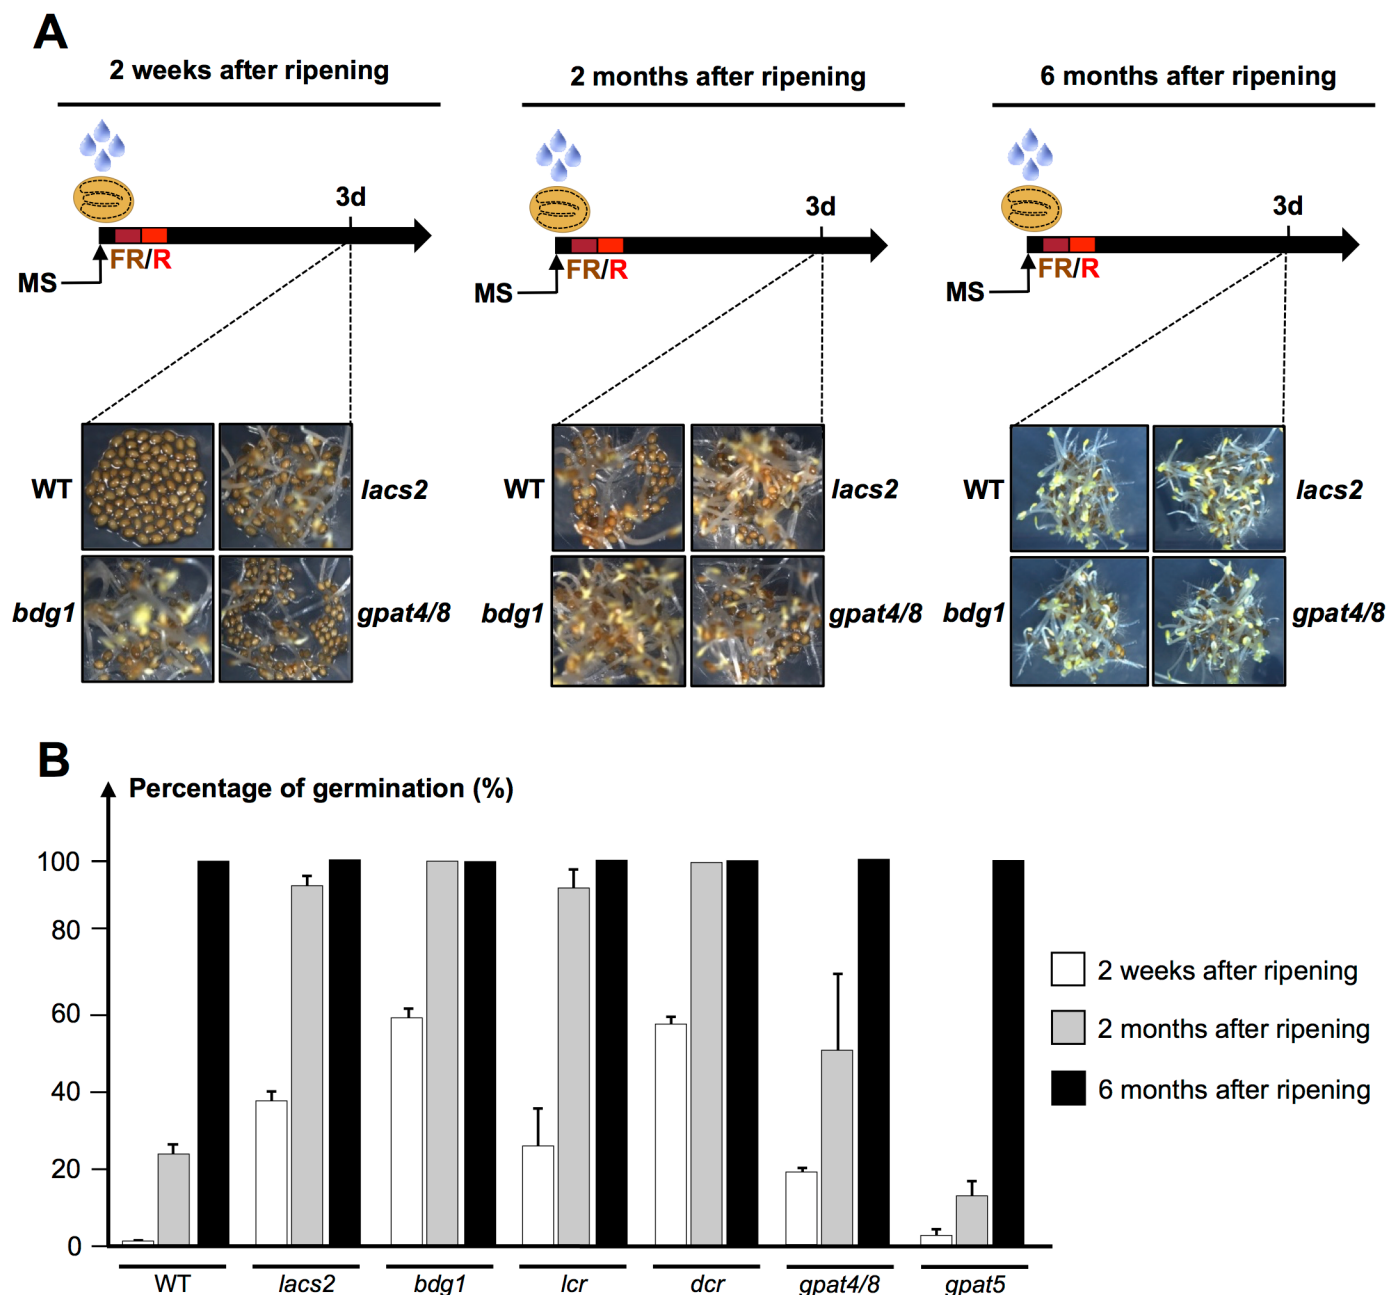 A
2 weeks after ripening
2 months after ripening
6 months after ripening
3d
3d
3d
FR/R
FR/R
FR/R
MS
MS
MS
WT
lacs2
WT
lacs2
WT
lacs2
bdg1
gpat4/8
bdg1
gpat4/8
bdg1
gpat4/8
B
Percentage of germination (%)
100
80
60
40
20
0
2 weeks after ripening
2 months after ripening
6 months after ripening
WT
lacs2
bdg1
lcr
dcr
gpat4/8
gpat5